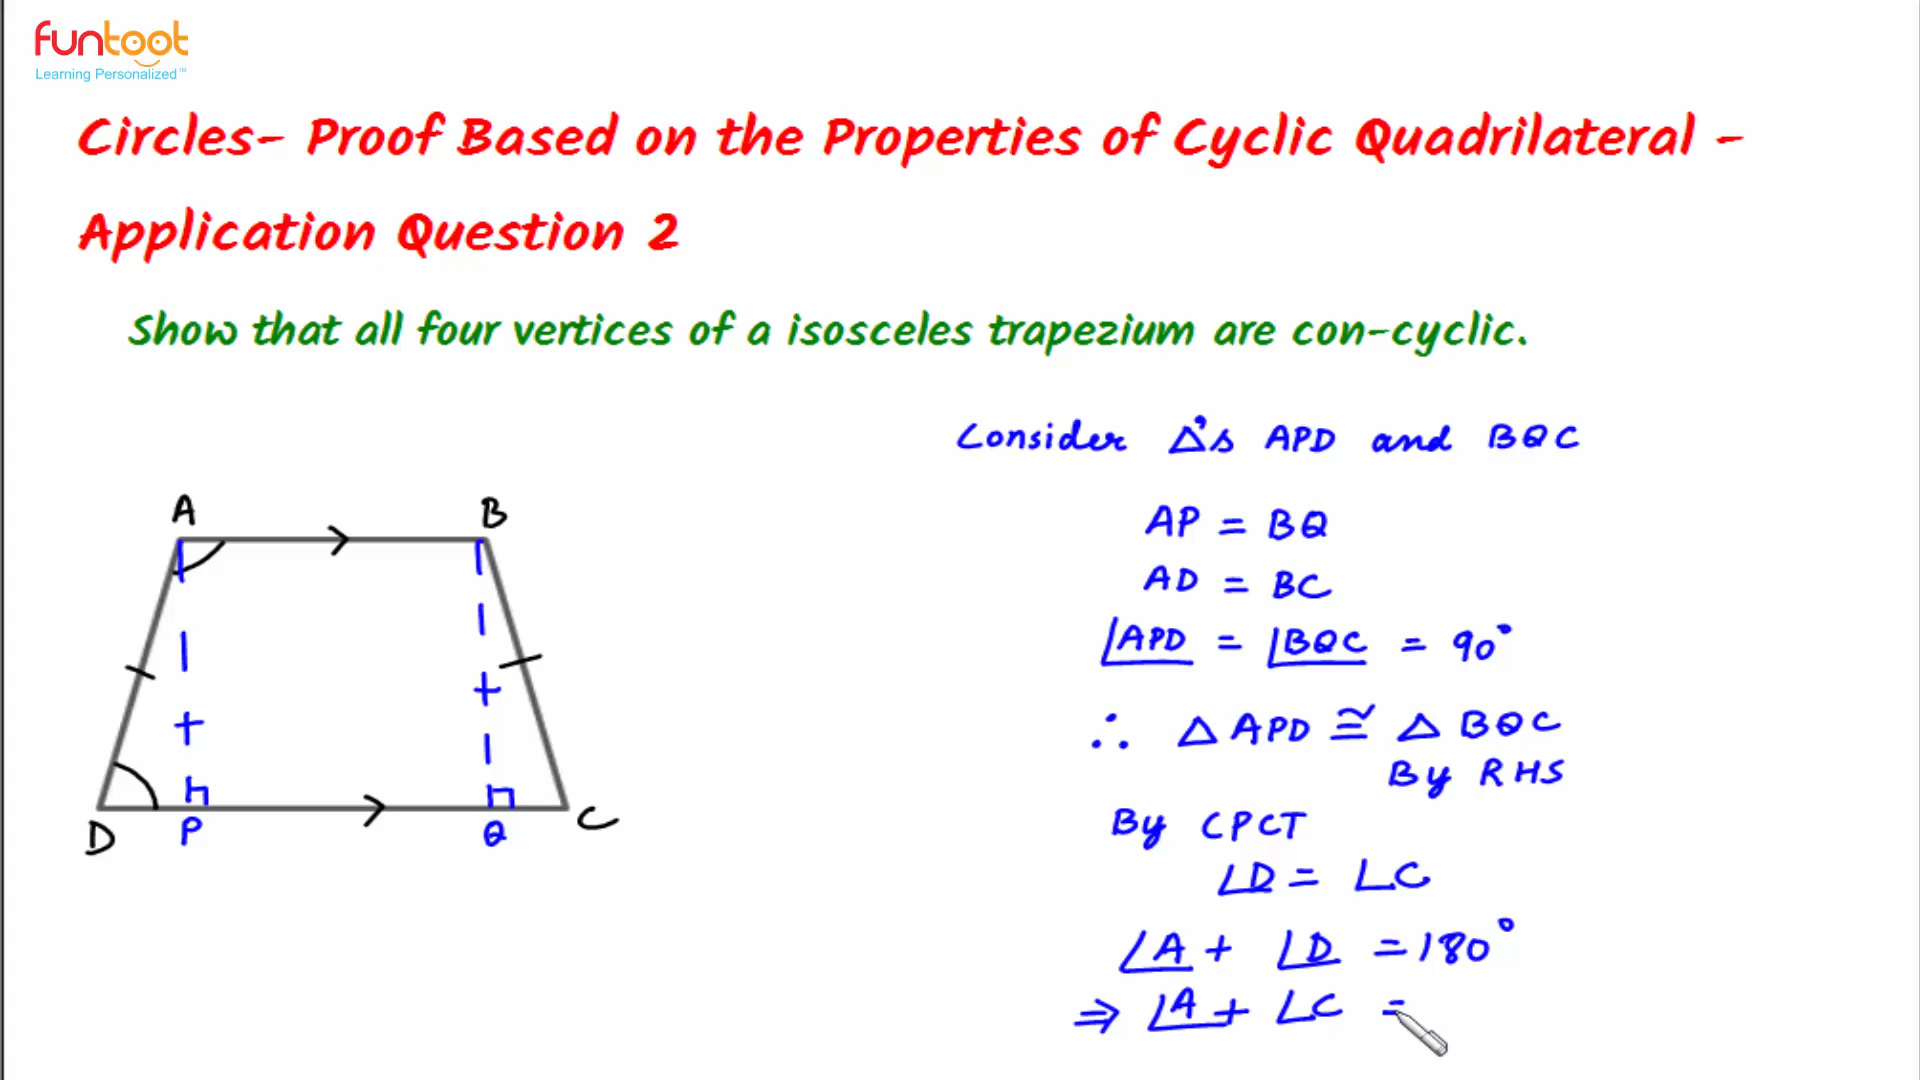 funtoot
Learning Personalized™
Circles- Proof Based on the Properties of Cyclic Quadrilateral -
Application Question 2
Show that all four vertices of a isosceles trapezium are con-cyclic.
Consider Δ's APD and BQC
AP = BQ
AD = BC
∠APD = ∠BQC = 90°
∴ Δ APD ≅ Δ BQC
By RHS
By CPCT
∠D = ∠C
∠A + ∠D = 180°
⇒ ∠A + ∠C =
A
B
D
P
Q
C